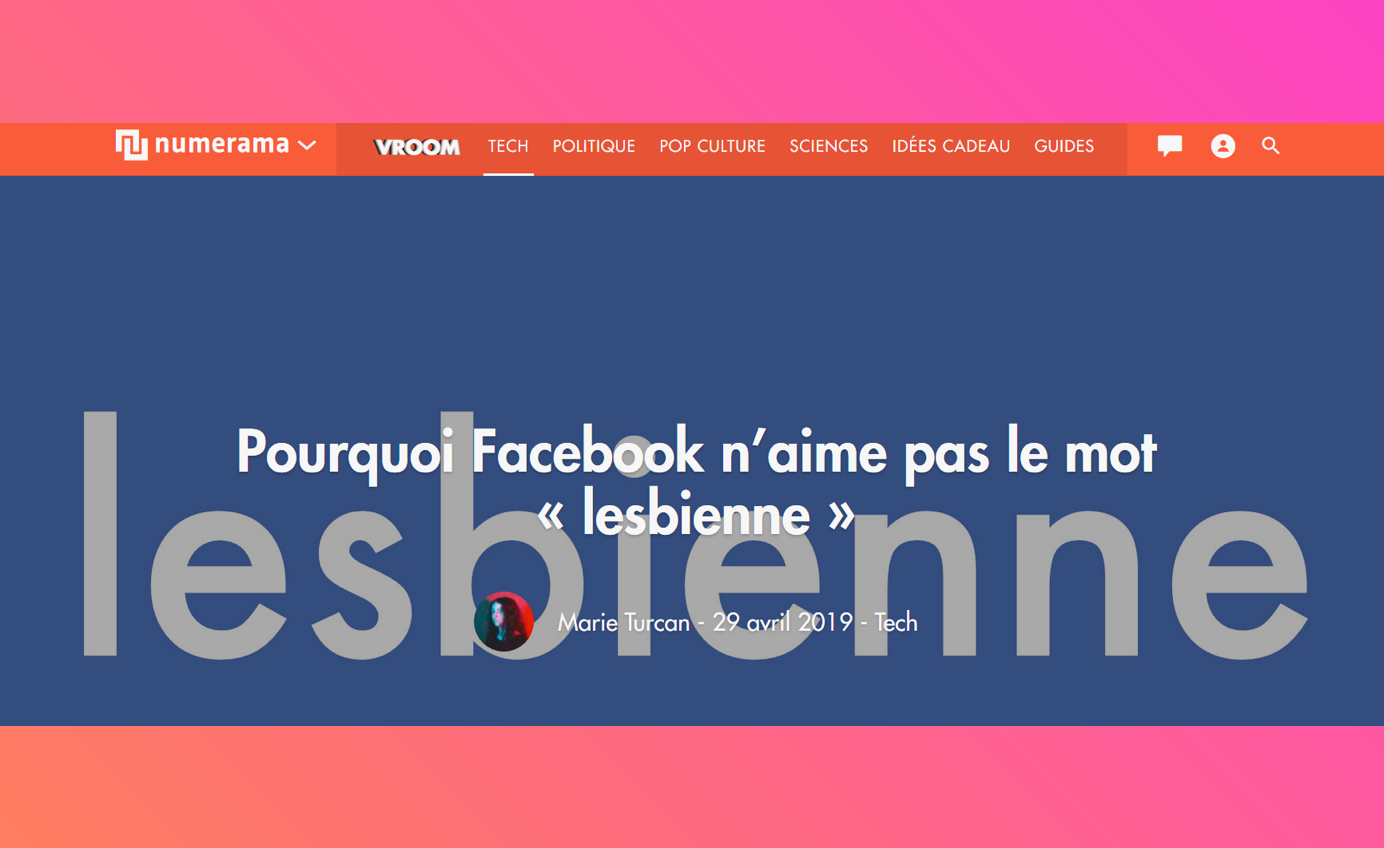 numerama
VROOM TECH POLITIQUE POP CULTURE SCIENCES IDÉES CADEAU GUIDES
lesbienne
Pourquoi Facebook n’aime pas le mot
« lesbienne »
Marie Turcan - 29 avril 2019 - Tech